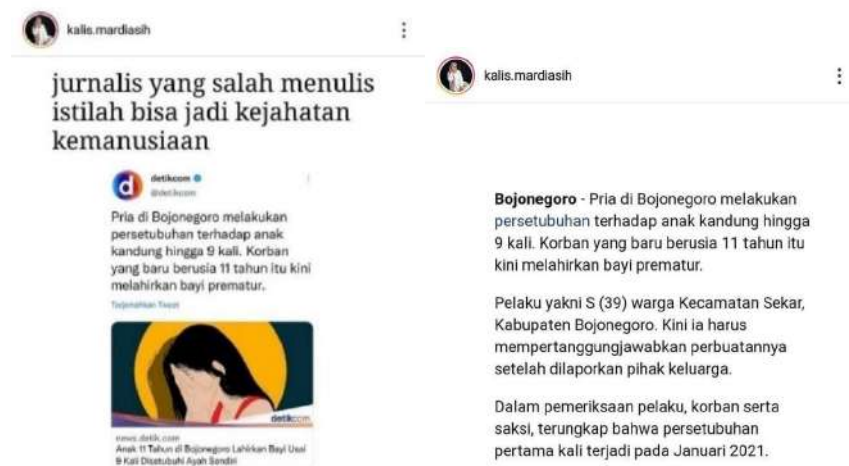 kalis.mardiasih
jurnalis yang salah menulis
istilah bisa jadi kejahatan
kemanusiaan
detikcom
@detikcom
Pria di Bojonegoro melakukan
persetubuhan terhadap anak
kandung hingga 9 kali. Korban
yang baru berusia 11 tahun itu kini
melahirkan bayi prematur.
Terjemahkan Tweet
detikcom
news.detik.com
Anak 11 Tahun di Bojonegoro Lahirkan Bayi Usai
9 Kali Disetubuhi Ayah Sendiri
kalis.mardiasih
Bojonegoro - Pria di Bojonegoro melakukan
persetubuhan terhadap anak kandung hingga
9 kali. Korban yang baru berusia 11 tahun itu
kini melahirkan bayi prematur.
Pelaku yakni S (39) warga Kecamatan Sekar,
Kabupaten Bojonegoro. Kini ia harus
mempertanggungjawabkan perbuatannya
setelah dilaporkan pihak keluarga.
Dalam pemeriksaan pelaku, korban serta
saksi, terungkap bahwa persetubuhan
pertama kali terjadi pada Januari 2021.